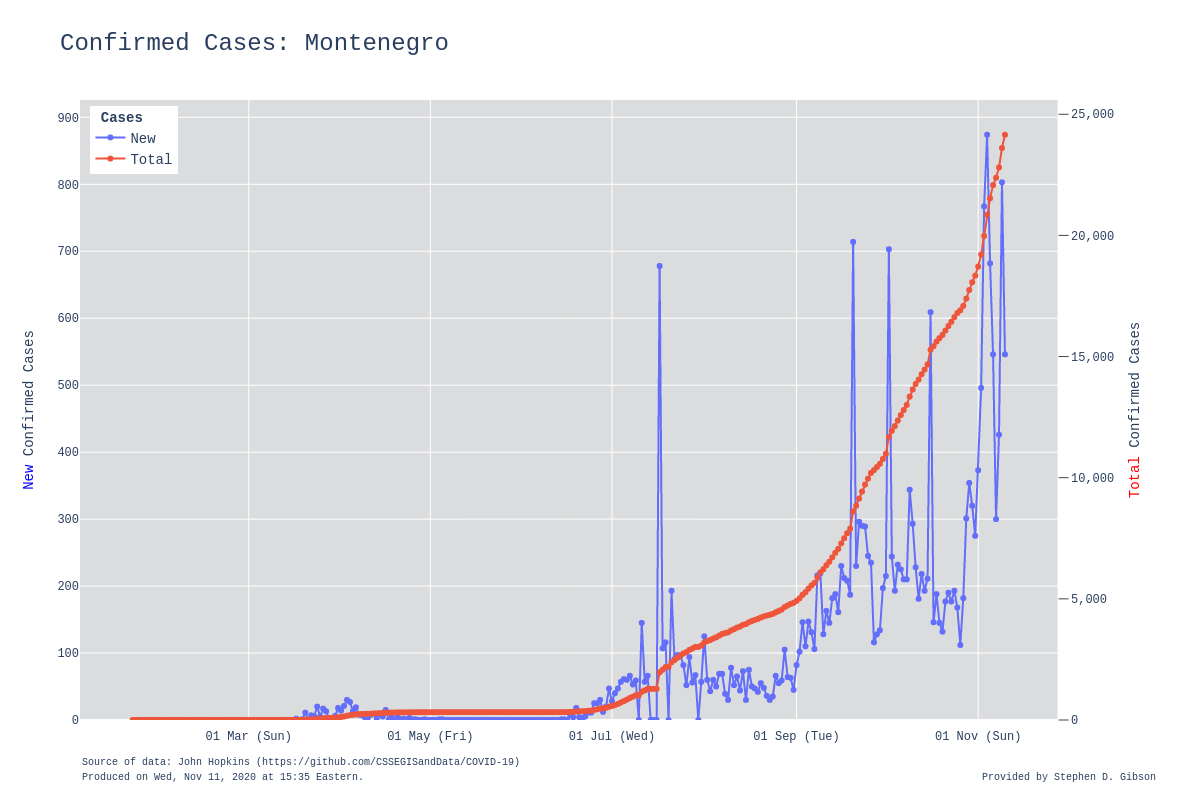 Confirmed Cases: Montenegro
Cases
New
Total
900
800
700
600
500
400
300
200
100
0
New Confirmed Cases
25,000
20,000
15,000
10,000
5,000
0
Total Confirmed Cases
01 Mar (Sun)
01 May (Fri)
01 Jul (Wed)
01 Sep (Tue)
01 Nov (Sun)
Source of data: John Hopkins (https://github.com/CSSEGISandData/COVID-19)
Produced on Wed, Nov 11, 2020 at 15:35 Eastern.
Provided by Stephen D. Gibson